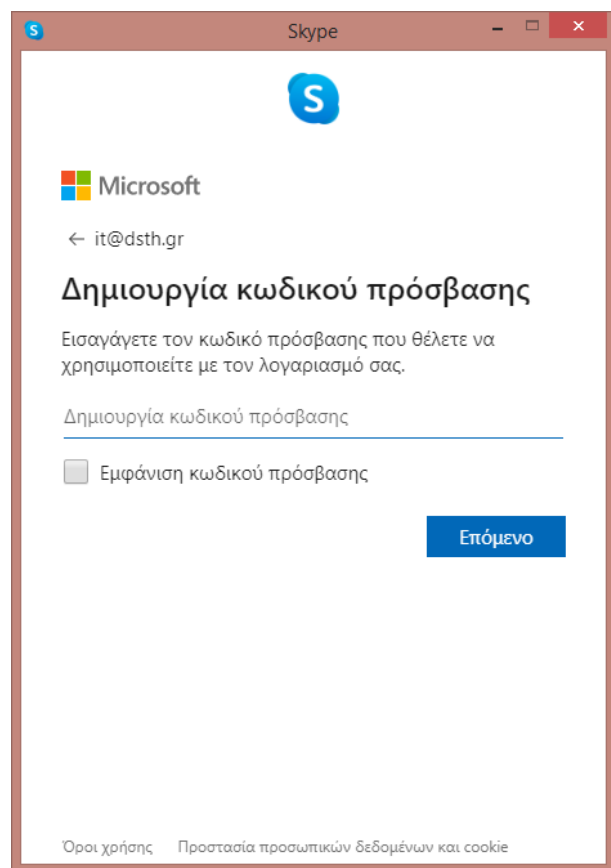 Skype
Microsoft
← it@dsth.gr
Δημιουργία κωδικού πρόσβασης
Εισαγάγετε τον κωδικό πρόσβασης που θέλετε να
χρησιμοποιείτε με τον λογαριασμό σας.
Δημιουργία κωδικού πρόσβασης
Εμφάνιση κωδικού πρόσβασης
Επόμενο
Όροι χρήσης Προστασία προσωπικών δεδομένων και cookie